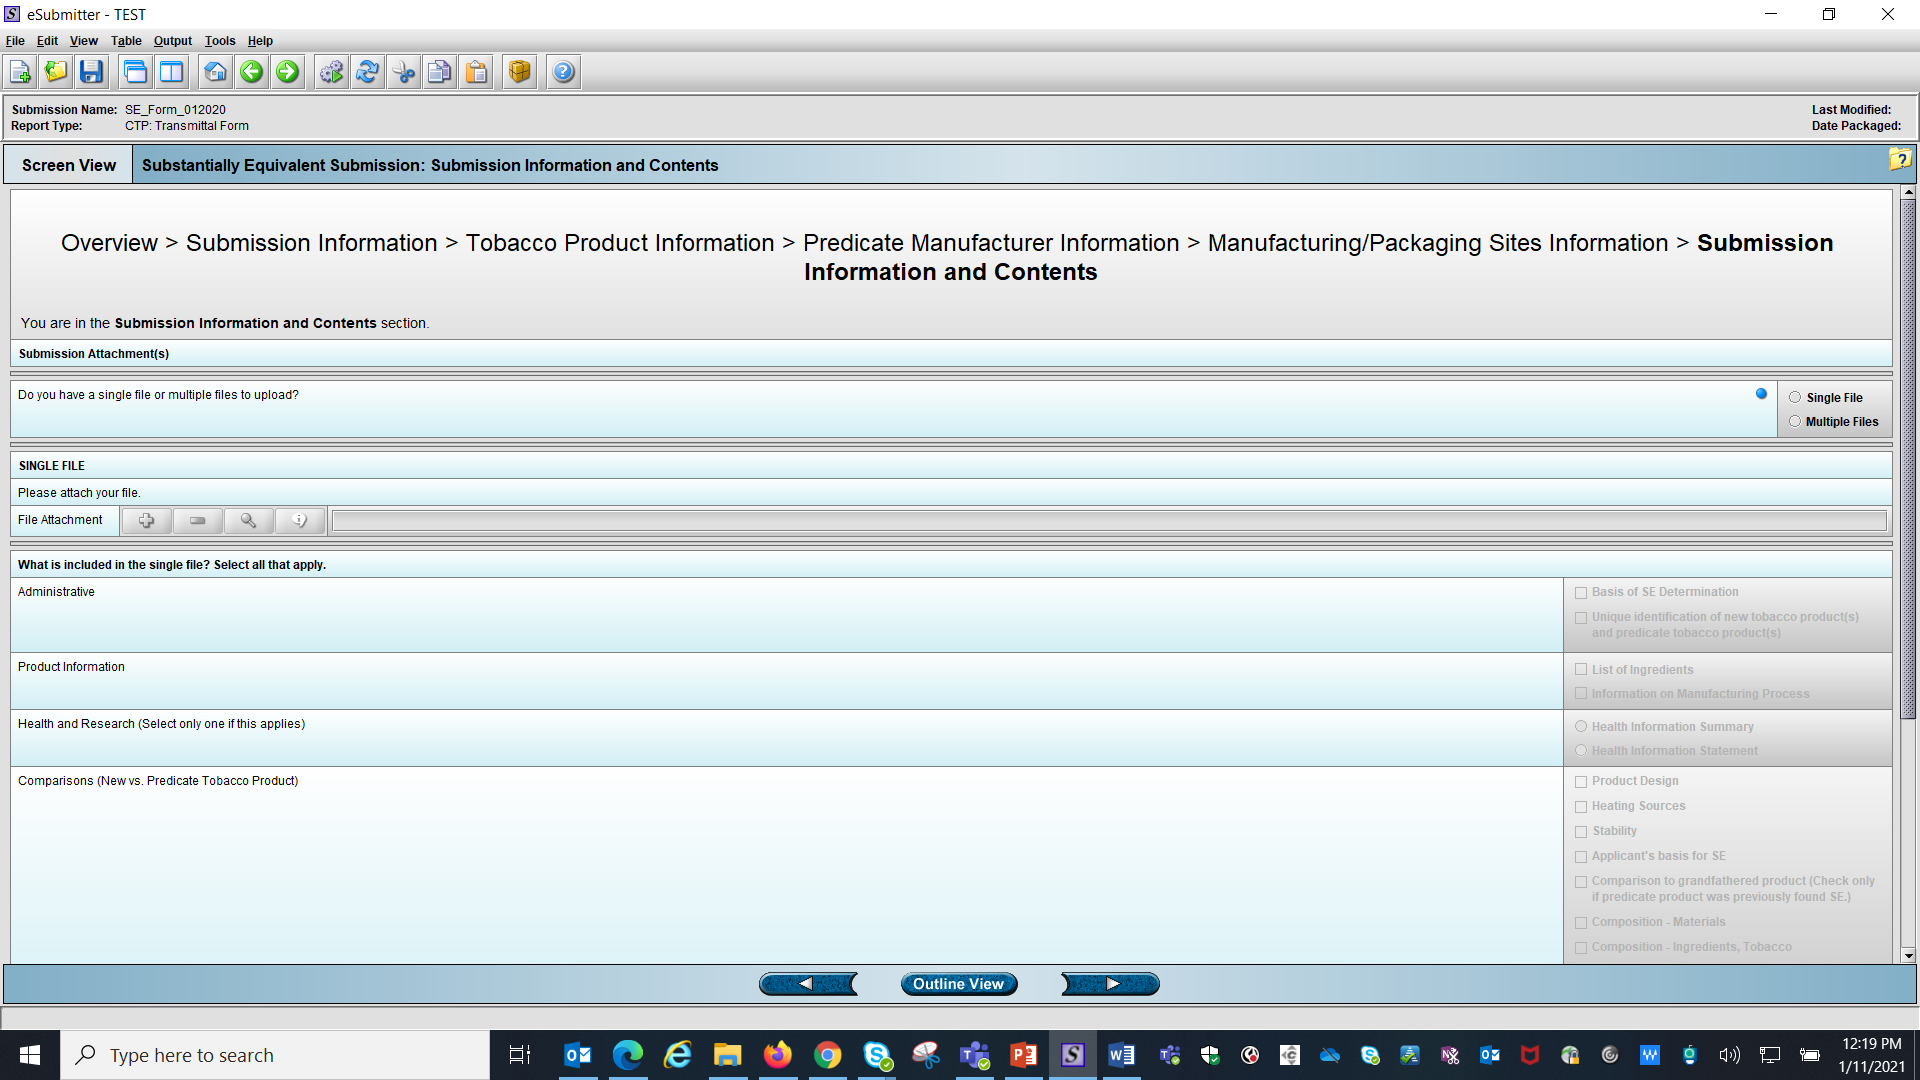 eSubmitter - TEST
File Edit View Table Output Tools Help
Submission Name: SE_Form_012020
Last Modified:
Report Type: CTP: Transmittal Form
Date Packaged:
Screen View Substantially Equivalent Submission: Submission Information and Contents
Overview > Submission Information > Tobacco Product Information > Predicate Manufacturer Information > Manufacturing/Packaging Sites Information > Submission
Information and Contents
You are in the Submission Information and Contents section.
Submission Attachment(s)
Do you have a single file or multiple files to upload?
Single File
Multiple Files
SINGLE FILE
Please attach your file.
File Attachment
What is included in the single file? Select all that apply.
Administrative
Basis of SE Determination
Unique identification of new tobacco product(s)
and predicate tobacco product(s)
Product Information
List of Ingredients
Information on Manufacturing Process
Health and Research (Select only one if this applies)
Health Information Summary
Health Information Statement
Comparisons (New vs. Predicate Tobacco Product)
Product Design
Heating Sources
Stability
Applicant's basis for SE
Comparison to grandfathered product (Check only
if predicate product was previously found SE.)
Composition - Materials
Composition - Ingredients, Tobacco
Outline View
Type here to search
12:19 PM
1/11/2021